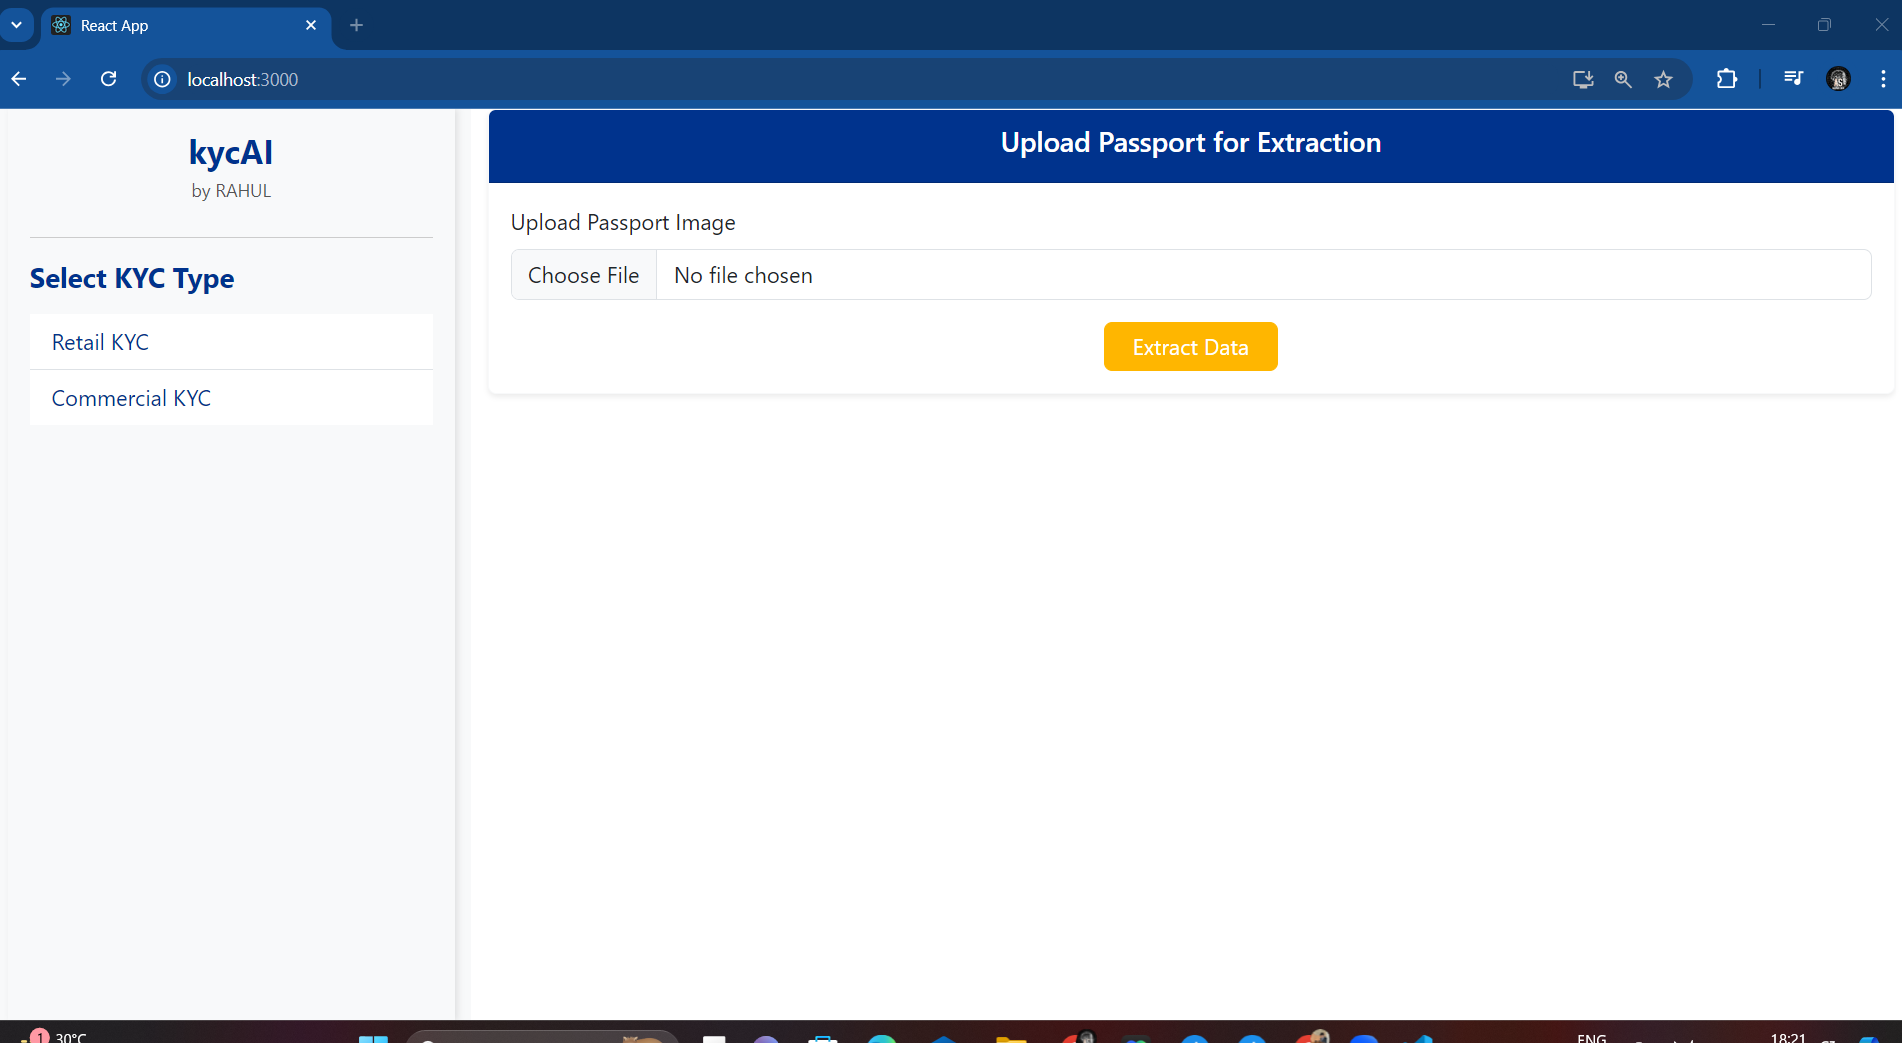 React App
localhost:3000
kycAI
by RAHUL
Select KYC Type
Retail KYC
Commercial KYC
Upload Passport for Extraction
Upload Passport Image
Choose File
No file chosen
Extract Data
1
30°C
ENG
18:21